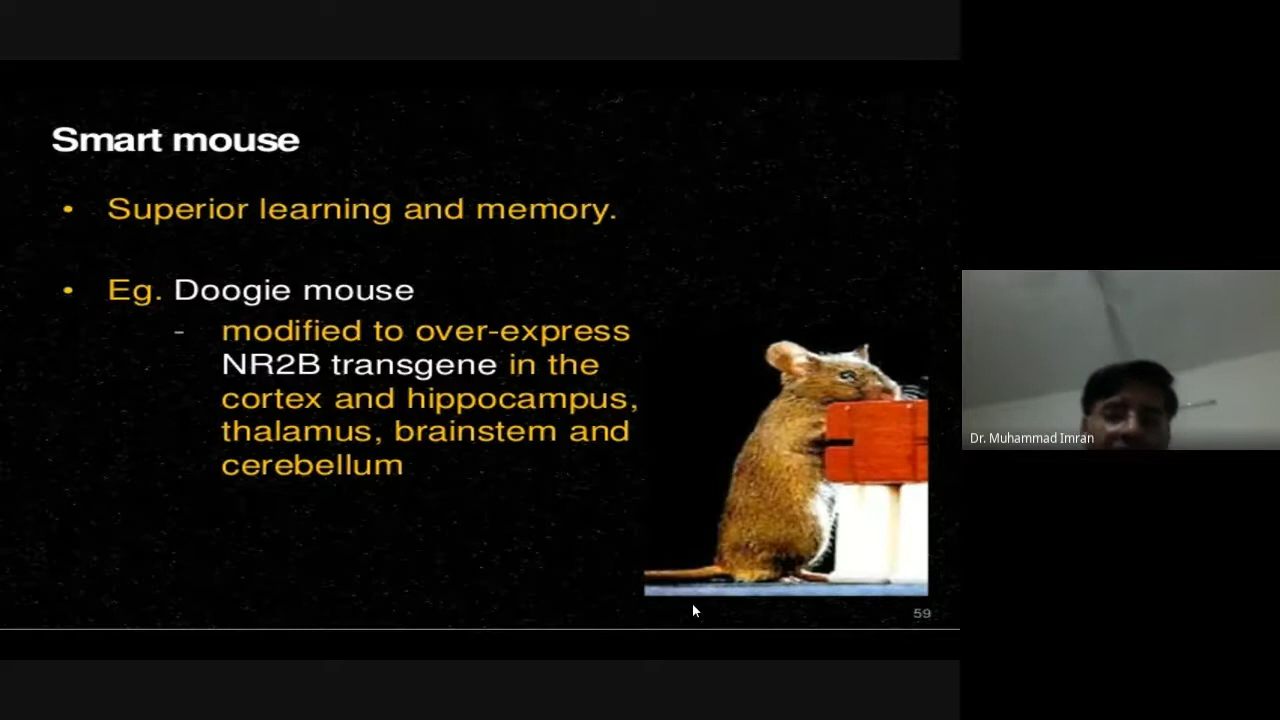 Smart mouse
• Superior learning and memory.
• Eg. Doogie mouse
- modified to over-express
NR2B transgene in the
cortex and hippocampus,
thalamus, brainstem and
cerebellum
59
Dr. Muhammad Imran